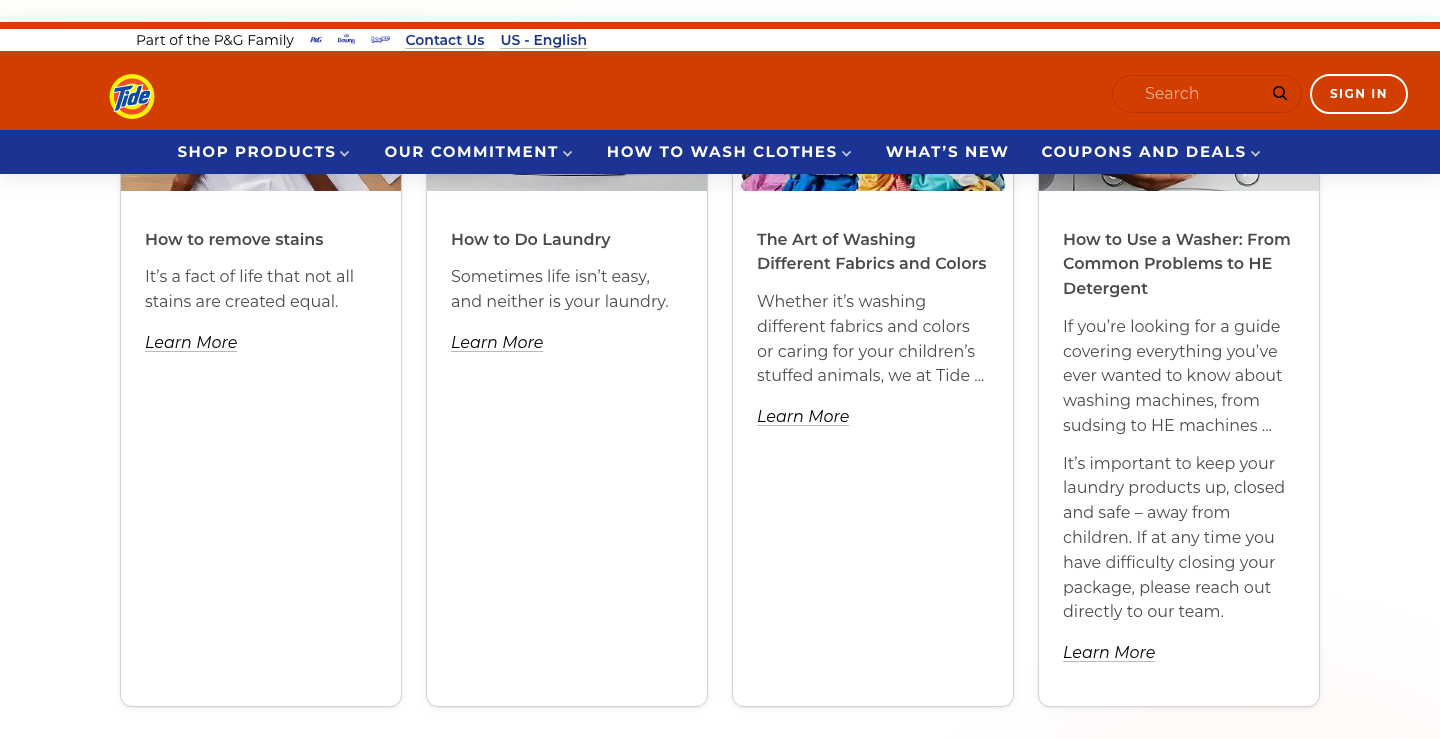 Part of the P&G Family P&G Downy Contact Us US - English
Tide Search SIGN IN
SHOP PRODUCTS OUR COMMITMENT HOW TO WASH CLOTHES WHAT'S NEW COUPONS AND DEALS
How to remove stains
It's a fact of life that not all
stains are created equal.
Learn More
How to Do Laundry
Sometimes life isn't easy,
and neither is your laundry.
Learn More
The Art of Washing
Different Fabrics and Colors
Whether it's washing
different fabrics and colors
or caring for your children's
stuffed animals, we at Tide ...
Learn More
How to Use a Washer: From
Common Problems to HE
Detergent
If you're looking for a guide
covering everything you've
ever wanted to know about
washing machines, from
sudsing to HE machines ...
It's important to keep your
laundry products up, closed
and safe – away from
children. If at any time you
have difficulty closing your
package, please reach out
directly to our team.
Learn More